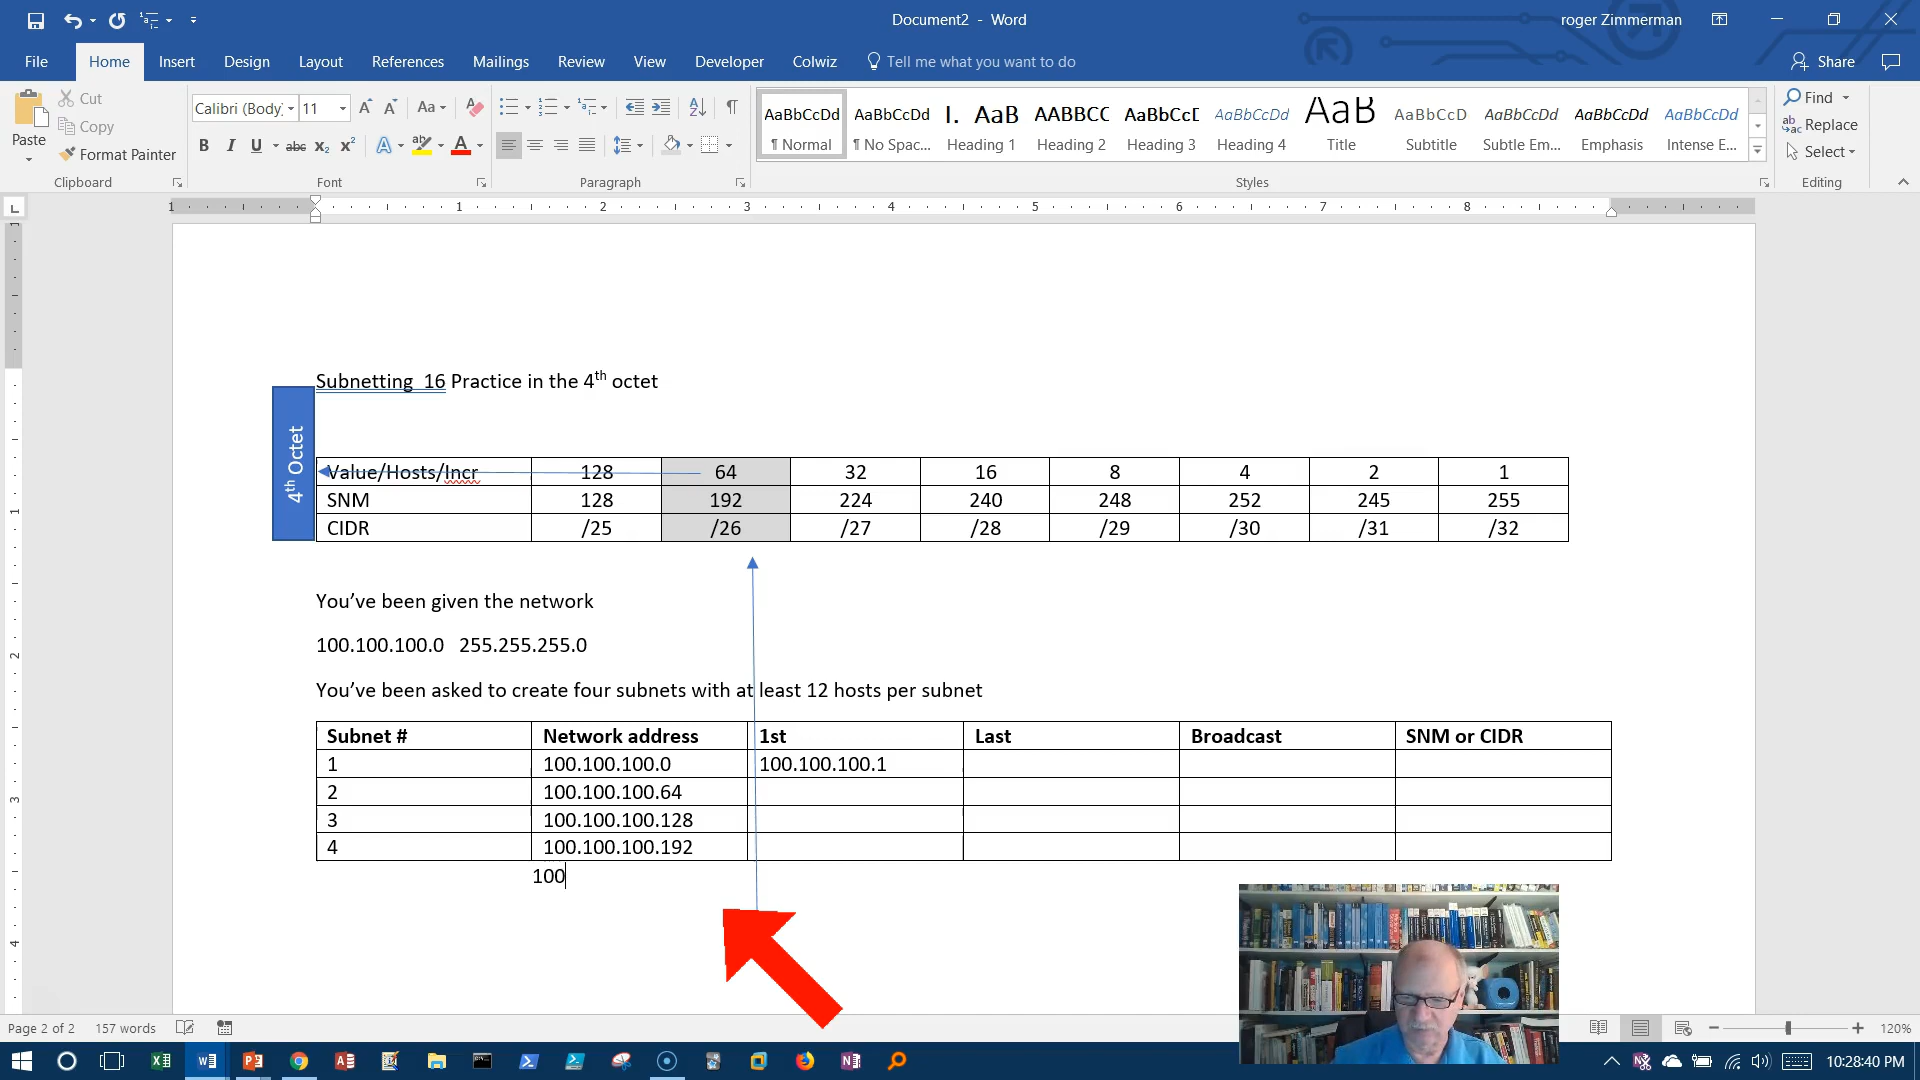 Document2 - Word
roger Zimmerman
File Home Insert Design Layout References Mailings Review View Developer Colwiz Tell me what you want to do Share
Paste
Cut
Copy
Format Painter
Clipboard
Calibri (Body) 11
Font
Paragraph
AaBbCcDd AaBbCcDd I. AaB AABBCC AaBbCcD AaBbCcDd AaB AaBbCcD AaBbCcDd AaBbCcDd AaBbCcDd
¶ Normal ¶ No Spac... Heading 1 Heading 2 Heading 3 Heading 4 Title Subtitle Subtle Em... Emphasis Intense E...
Styles
Find
Replace
Select
Editing
Subnetting 16 Practice in the 4th octet
4th Octet
Value/Hosts/Incr 128 64 32 16 8 4 2 1
SNM 128 192 224 240 248 252 245 255
CIDR /25 /26 /27 /28 /29 /30 /31 /32
You’ve been given the network
100.100.100.0 255.255.255.0
You’ve been asked to create four subnets with at least 12 hosts per subnet
Subnet # Network address 1st Last Broadcast SNM or CIDR
1 100.100.100.0 100.100.100.1
2 100.100.100.64
3 100.100.100.128
4 100.100.100.192
100
Page 2 of 2 157 words
120%
10:28:40 PM